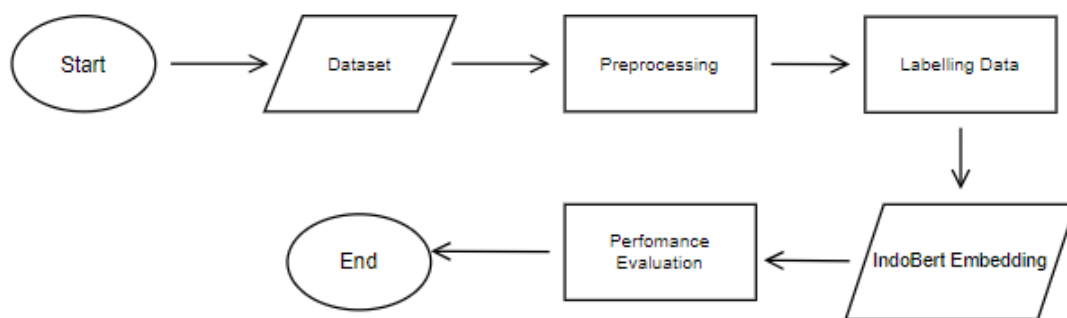 Start
Dataset
Preprocessing
Labelling Data
IndoBert Embedding
Perfomance
Evaluation
End